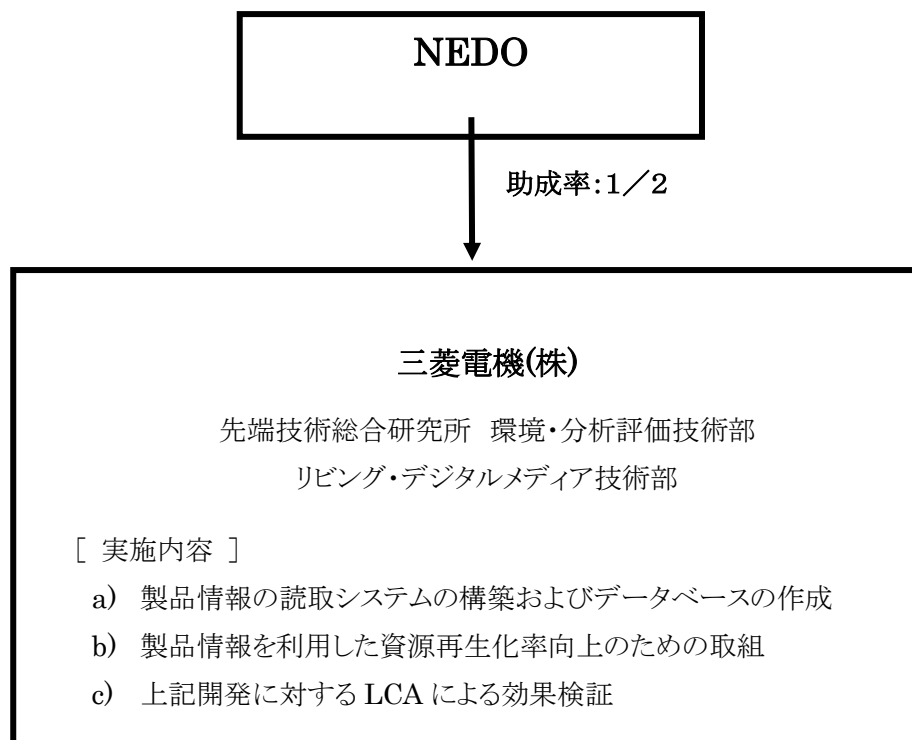 NEDO
助成率:１／２
三菱電機(株)
先端技術総合研究所 環境・分析評価技術部
リビング・デジタルメディア技術部
［ 実施内容 ］
a) 製品情報の読取システムの構築およびデータベースの作成
b) 製品情報を利用した資源再生化率向上のための取組
c) 上記開発に対する LCA による効果検証